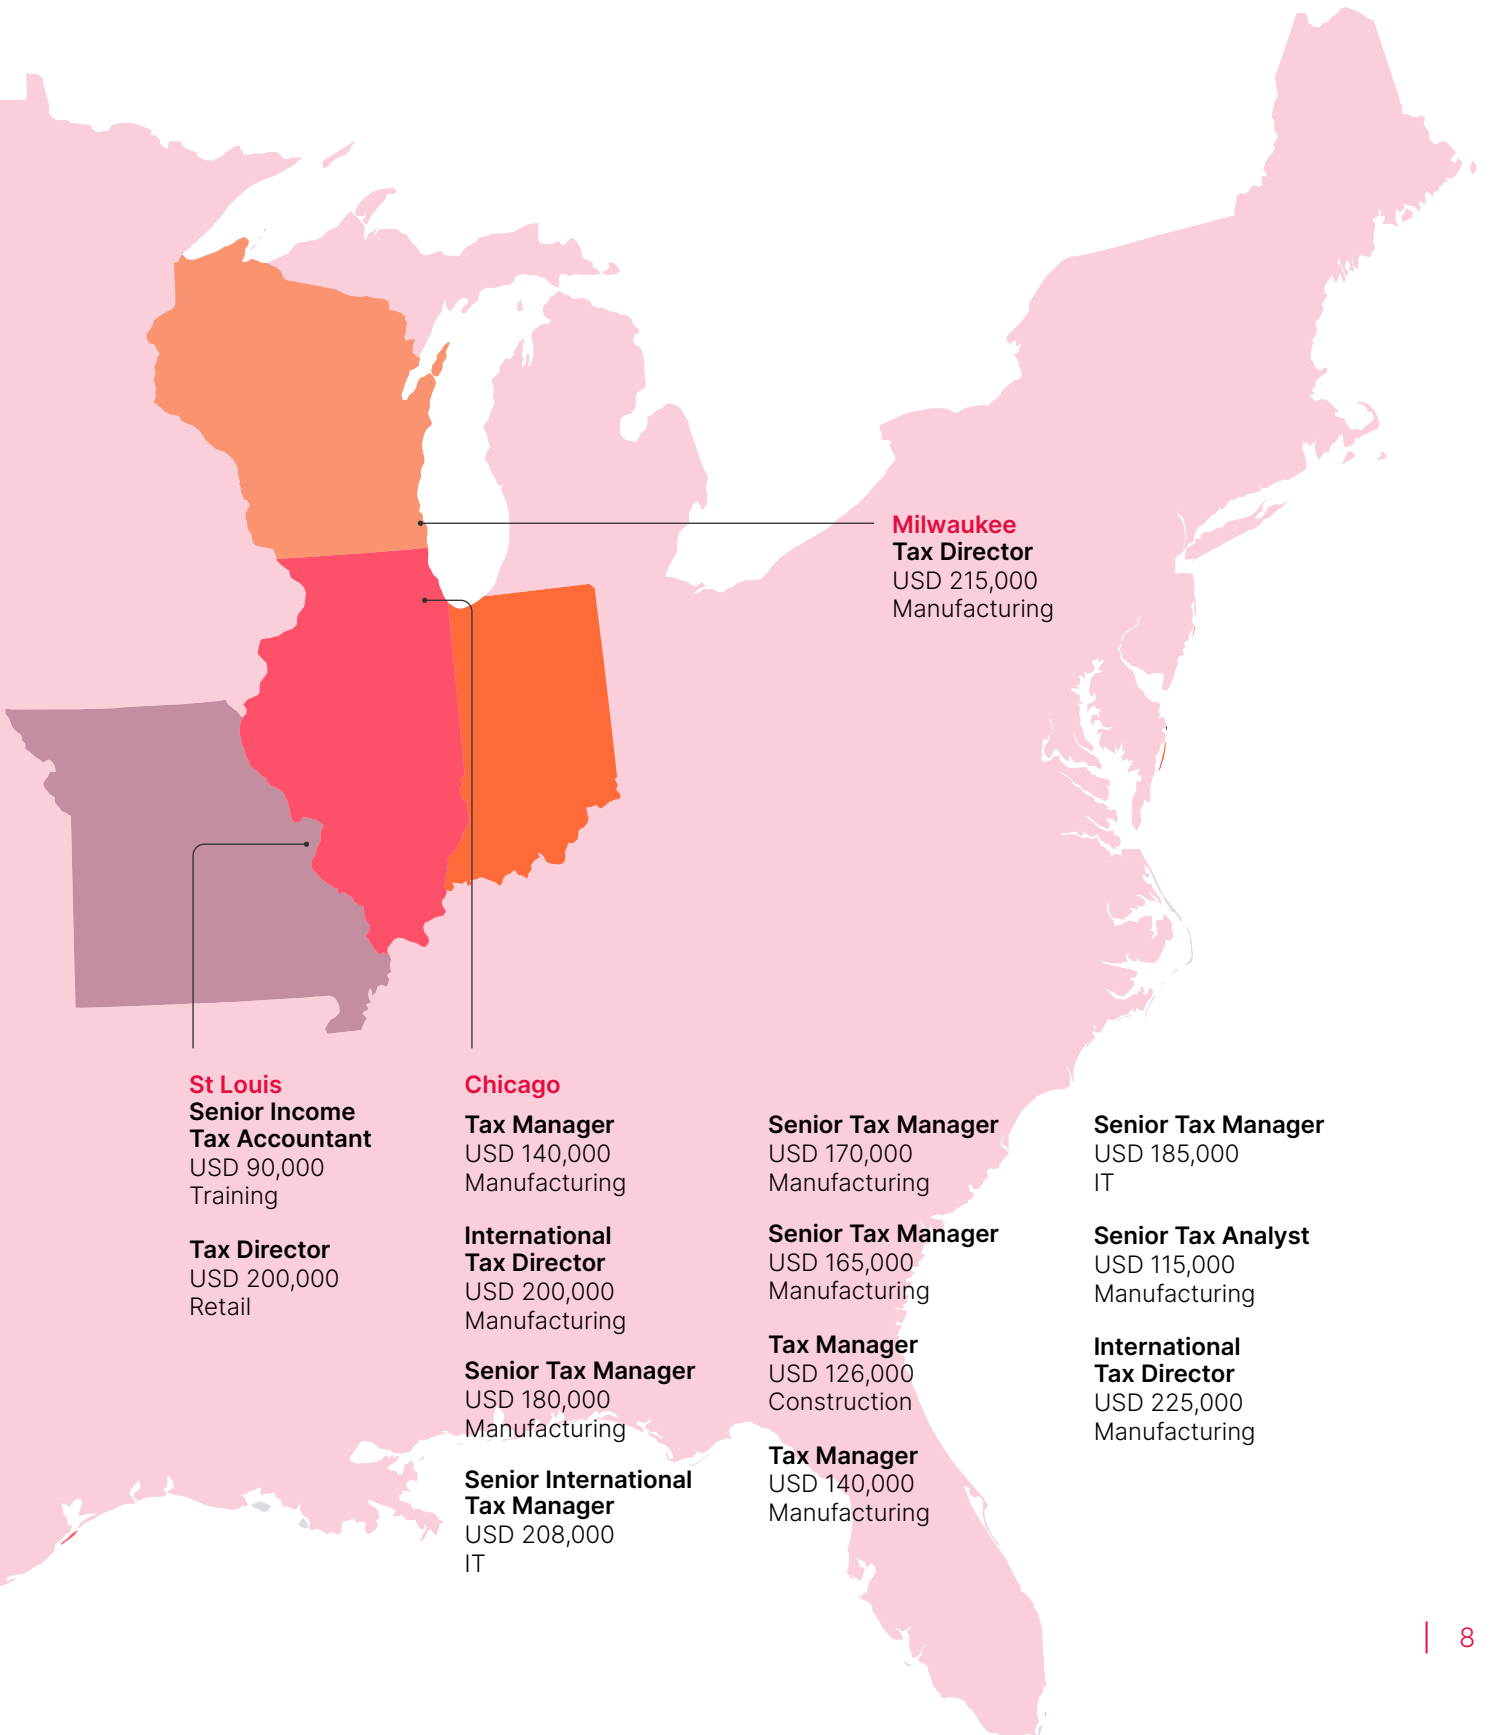 Milwaukee
Tax Director
USD 215,000
Manufacturing
St Louis
Senior Income
Tax Accountant
USD 90,000
Training
Tax Director
USD 200,000
Retail
Chicago
Tax Manager
USD 140,000
Manufacturing
International
Tax Director
USD 200,000
Manufacturing
Senior Tax Manager
USD 180,000
Manufacturing
Senior International
Tax Manager
USD 208,000
IT
Senior Tax Manager
USD 170,000
Manufacturing
Senior Tax Manager
USD 165,000
Manufacturing
Tax Manager
USD 126,000
Construction
Tax Manager
USD 140,000
Manufacturing
Senior Tax Manager
USD 185,000
IT
Senior Tax Analyst
USD 115,000
Manufacturing
International
Tax Director
USD 225,000
Manufacturing
8